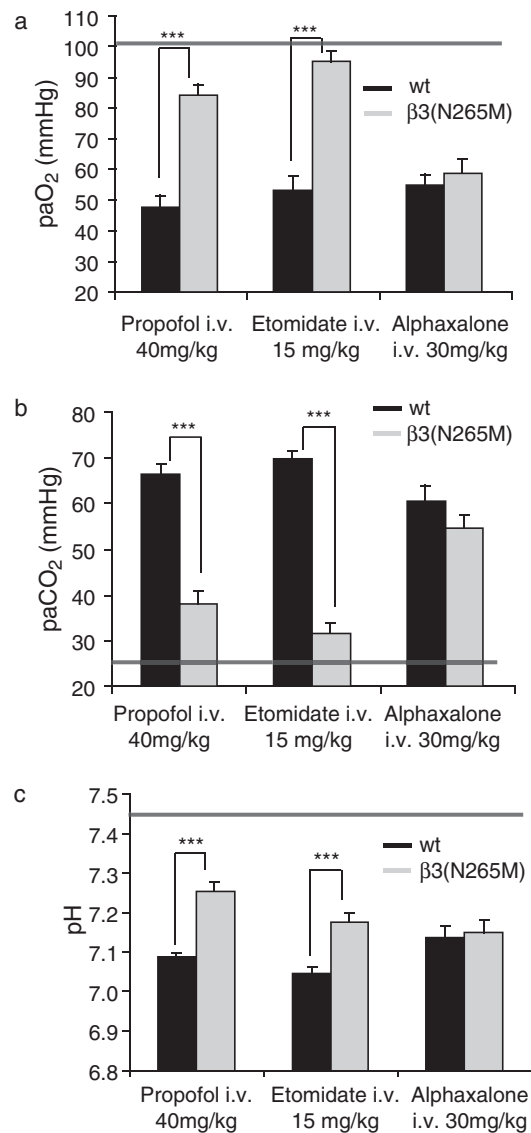 a
110
100
90
80
70
60
50
40
30
20
paO2 (mmHg)
***
***
wt
β3(N265M)
Propofol i.v.
40mg/kg
Etomidate i.v.
15 mg/kg
Alphaxalone
i.v. 30mg/kg
b
80
70
60
50
40
30
20
paCO2 (mmHg)
***
***
wt
β3(N265M)
Propofol i.v.
40mg/kg
Etomidate i.v.
15 mg/kg
Alphaxalone
i.v. 30mg/kg
c
7.5
7.4
7.3
7.2
7.1
7.0
6.9
6.8
pH
***
***
wt
β3(N265M)
Propofol i.v.
40mg/kg
Etomidate i.v.
15 mg/kg
Alphaxalone
i.v. 30mg/kg